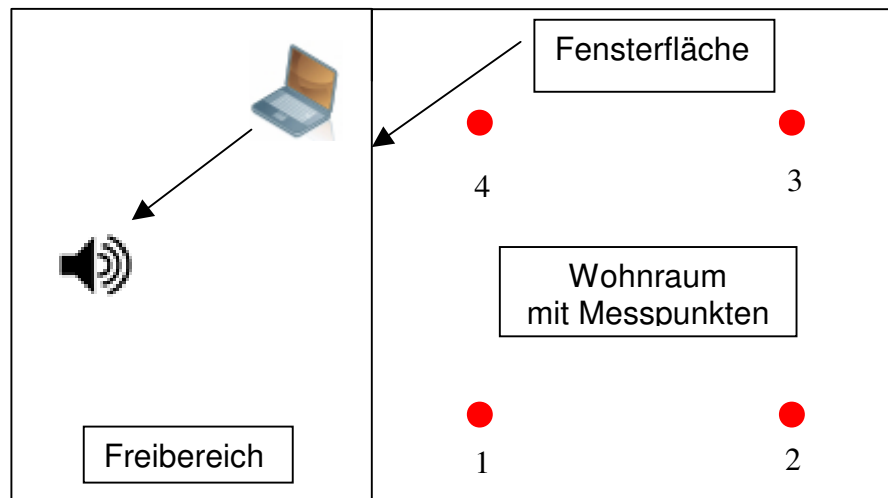 Fensterfläche
4
3
Wohnraum
mit Messpunkten
Freibereich
1
2